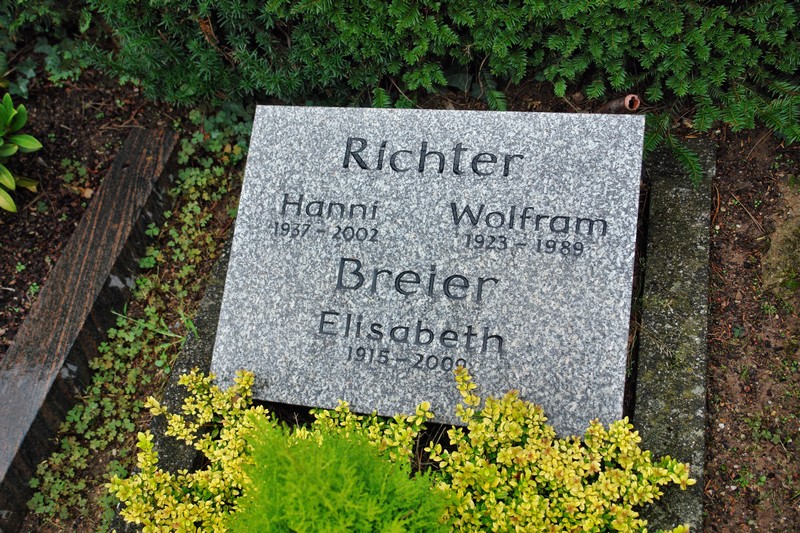 Richter
Hanni Wolfram
1937 - 2002 1923 - 1989
Breier
Elisabeth
1915 - 2009